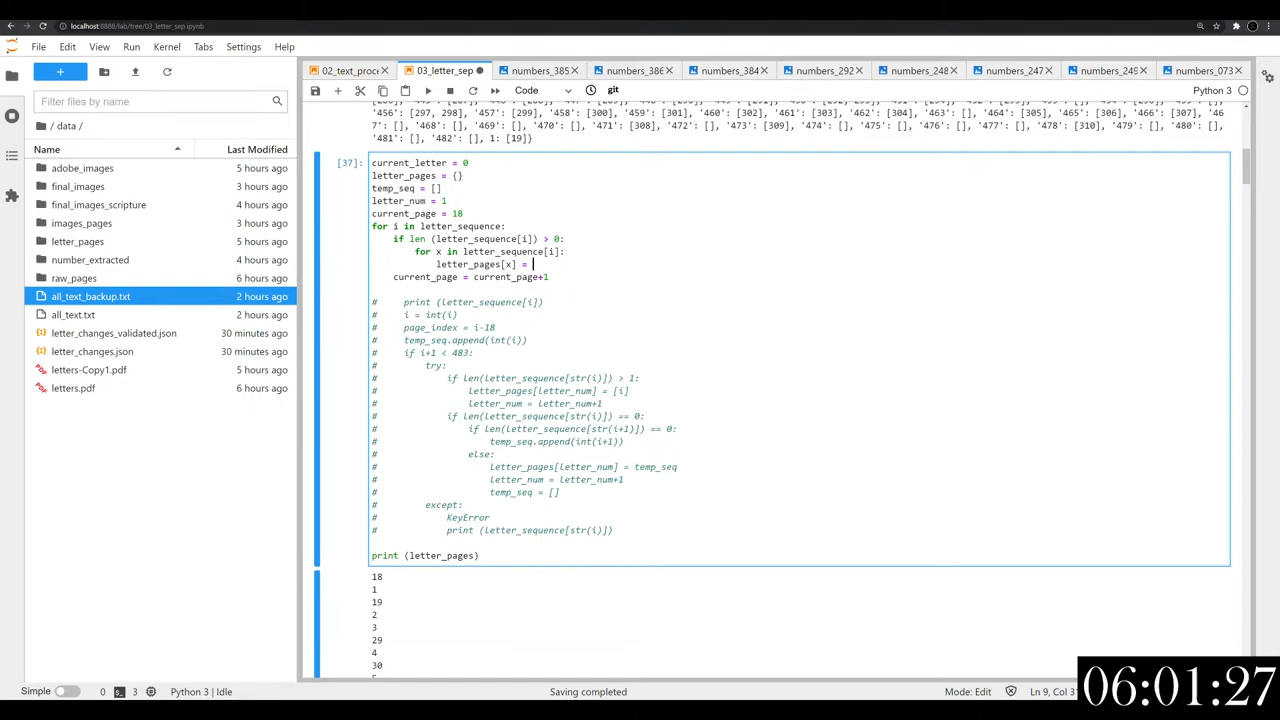 localhost:8888/lab/tree/03_letter_sep.ipynb
File Edit View Run Kernel Tabs Settings Help
02_text_proce
03_letter_sep
numbers_385
numbers_386
numbers_384
numbers_292
numbers_248
numbers_247
numbers_249
numbers_073
Code
git
Python 3
Filter files by name
/ data /
Name Last Modified
adobe_images 5 hours ago
final_images 3 hours ago
final_images_scripture 4 hours ago
images_pages 3 hours ago
letter_pages 5 hours ago
number_extracted 4 hours ago
raw_pages 5 hours ago
all_text_backup.txt 2 hours ago
all_text.txt 2 hours ago
letter_changes_validated.json 30 minutes ago
letter_changes.json 30 minutes ago
letters-Copy1.pdf 5 hours ago
letters.pdf 6 hours ago
'456': [297, 298], '457': [299], '458': [300], '459': [301], '460': [302], '461': [303], '462': [304], '463': [], '464': [305], '465': [306], '466': [307], '46
7': [], '468': [], '469': [], '470': [], '471': [308], '472': [], '473': [309], '474': [], '475': [], '476': [], '477': [], '478': [310], '479': [], '480': [],
'481': [], '482': [], 1: [19]}
[37]:
current_letter = 0
letter_pages = {}
temp_seq = []
letter_num = 1
current_page = 18
for i in letter_sequence:
if len (letter_sequence[i]) > 0:
for x in letter_sequence[i]:
letter_pages[x] =
current_page = current_page+1
# print (letter_sequence[i])
# i = int(i)
# page_index = i-18
# temp_seq.append(int(i))
# if i+1 < 483:
# try:
# if len(letter_sequence[str(i)]) > 1:
# letter_pages[letter_num] = [i]
# letter_num = letter_num+1
# if len(letter_sequence[str(i)]) == 0:
# if len(letter_sequence[str(i+1)]) == 0:
# temp_seq.append(int(i+1))
# else:
# letter_pages[letter_num] = temp_seq
# letter_num = letter_num+1
# temp_seq = []
# except:
# KeyError
# print (letter_sequence[str(i)])
print (letter_pages)
18
1
19
2
3
29
4
30
Simple 0 3 Python 3 | Idle Saving completed Mode: Edit Ln 9, Col 3
06:01:27